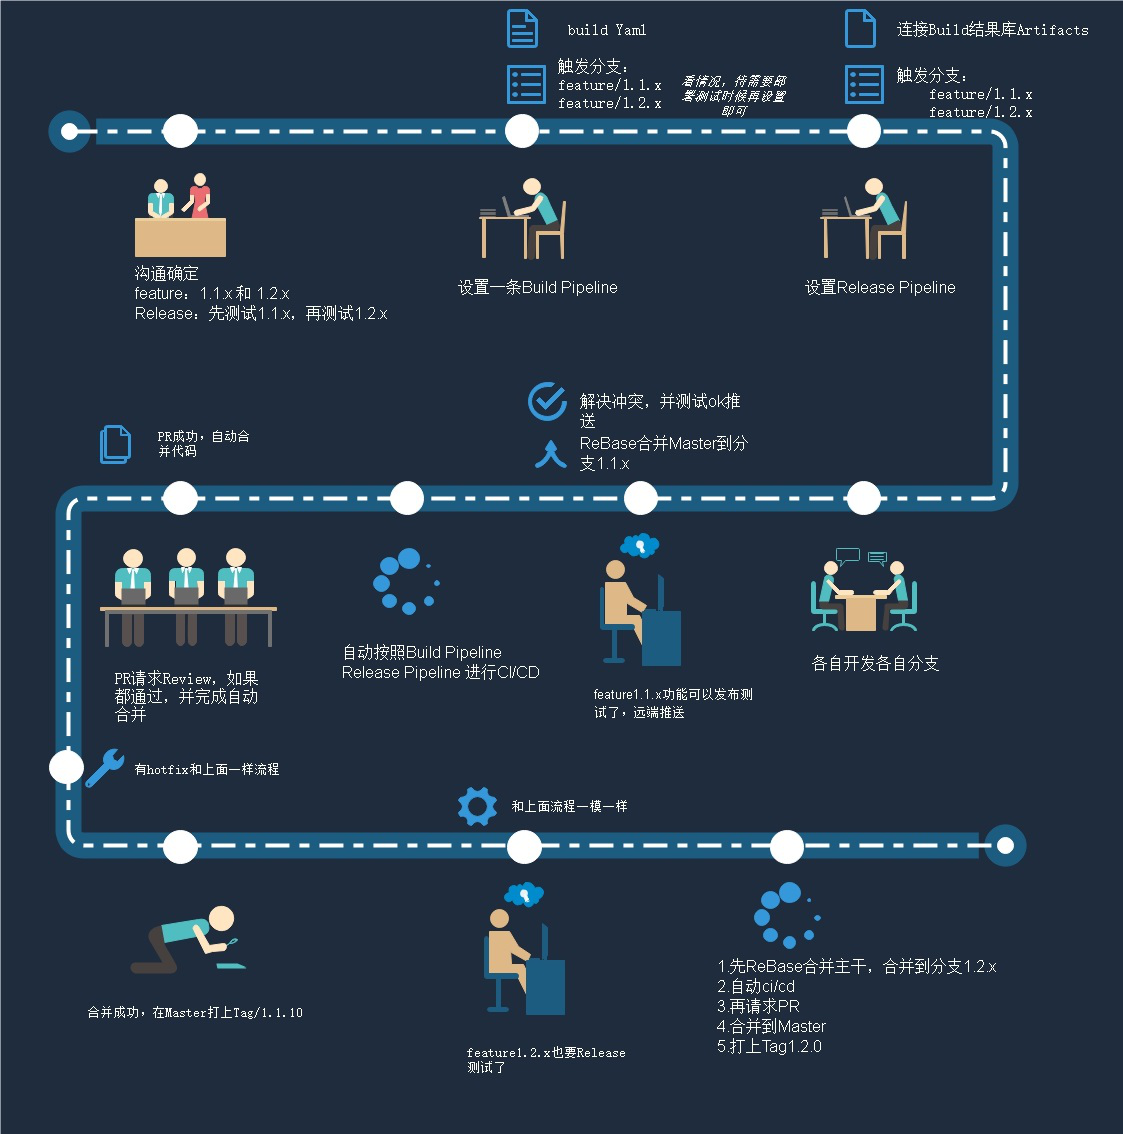 build Yaml
触发分支：
feature/1.1.x
feature/1.2.x
看情况，待需要部
署测试时候再设置
即可
连接Build结果库Artifacts
触发分支：
feature/1.1.x
feature/1.2.x
沟通确定
feature：1.1.x 和 1.2.x
Release：先测试1.1.x，再测试1.2.x
设置一条Build Pipeline
设置Release Pipeline
解决冲突，并测试ok推
送
ReBase合并Master到分
支1.1.x
PR成功，自动合
并代码
各自开发各自分支
feature1.1.x功能可以发布测
试了，远端推送
自动按照Build Pipeline
Release Pipeline 进行CI/CD
PR请求Review，如果
都通过，并完成自动
合并
有hotfix和上面一样流程
和上面流程一模一样
合并成功，在Master打上Tag/1.1.10
feature1.2.x也要Release
测试了
1.先ReBase合并主干，合并到分支1.2.x
2.自动ci/cd
3.再请求PR
4.合并到Master
5.打上Tag1.2.0